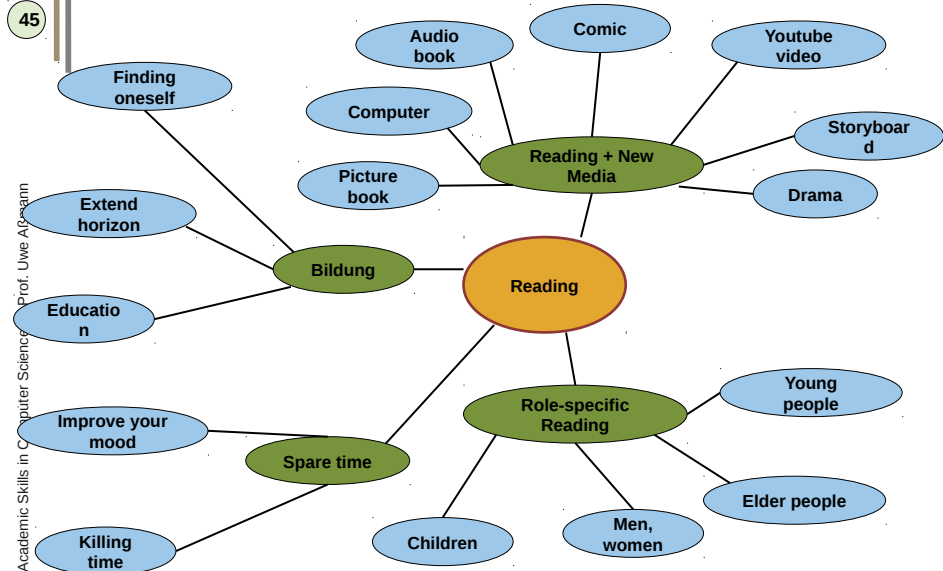 45
Audio
book
Comic
Youtube
video
Finding
oneself
Computer
Storyboar
d
Reading + New
Media
Picture
book
Drama
Extend
horizon
Bildung
Reading
Educatio
n
Young
people
Role-specific
Reading
Improve your
mood
Spare time
Elder people
Children
Men,
women
Killing
time
Academic Skills in Computer Science, Prof. Uwe Aßmann